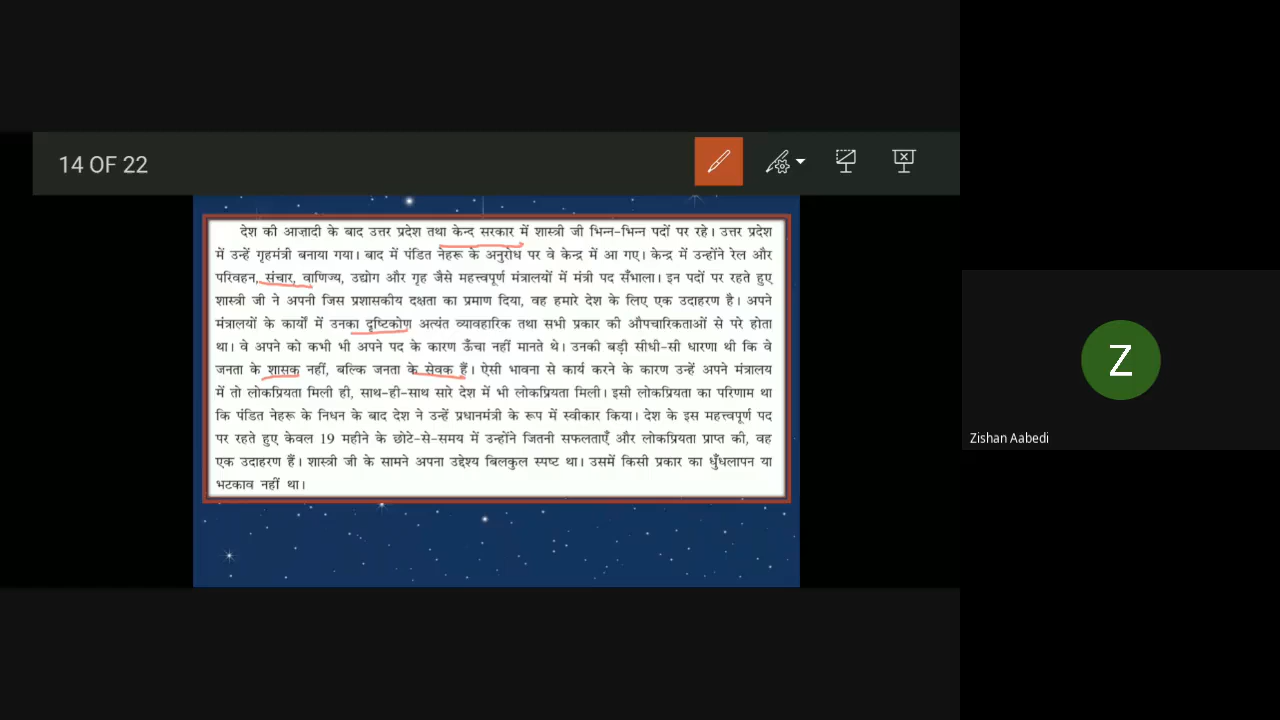 14 OF 22
देश की आज़ादी के बाद उत्तर प्रदेश तथा केन्द सरकार में शास्त्री जी भिन्न-भिन्न पदों पर रहे। उत्तर प्रदेश
में उन्हें गृहमंत्री बनाया गया। बाद में पंडित नेहरू के अनुरोध पर वे केन्द्र में आ गए। केन्द्र में उन्होंने रेल और
परिवहन, संचार, वाणिज्य, उद्योग और गृह जैसे महत्त्वपूर्ण मंत्रालयों में मंत्री पद सँभाला। इन पदों पर रहते हुए
शास्त्री जी ने अपनी जिस प्रशासकीय दक्षता का प्रमाण दिया, वह हमारे देश के लिए एक उदाहरण है। अपने
मंत्रालयों के कार्यों में उनका दृष्टिकोण अत्यंत व्यावहारिक तथा सभी प्रकार की औपचारिकताओं से परे होता
था। वे अपने को कभी भी अपने पद के कारण ऊँचा नहीं मानते थे। उनकी बड़ी सीधी-सी धारणा थी कि वे
जनता के शासक नहीं, बल्कि जनता के सेवक हैं। ऐसी भावना से कार्य करने के कारण उन्हें अपने मंत्रालय
में तो लोकप्रियता मिली ही, साथ-ही-साथ सारे देश में भी लोकप्रियता मिली। इसी लोकप्रियता का परिणाम था
कि पंडित नेहरू के निधन के बाद देश ने उन्हें प्रधानमंत्री के रूप में स्वीकार किया। देश के इस महत्त्वपूर्ण पद
पर रहते हुए केवल 19 महीने के छोटे-से-समय में उन्होंने जितनी सफलताएँ और लोकप्रियता प्राप्त की, वह
एक उदाहरण हैं। शास्त्री जी के सामने अपना उद्देश्य बिलकुल स्पष्ट था। उसमें किसी प्रकार का धुँधलापन या
भटकाव नहीं था।
Z
Zishan Aabedi